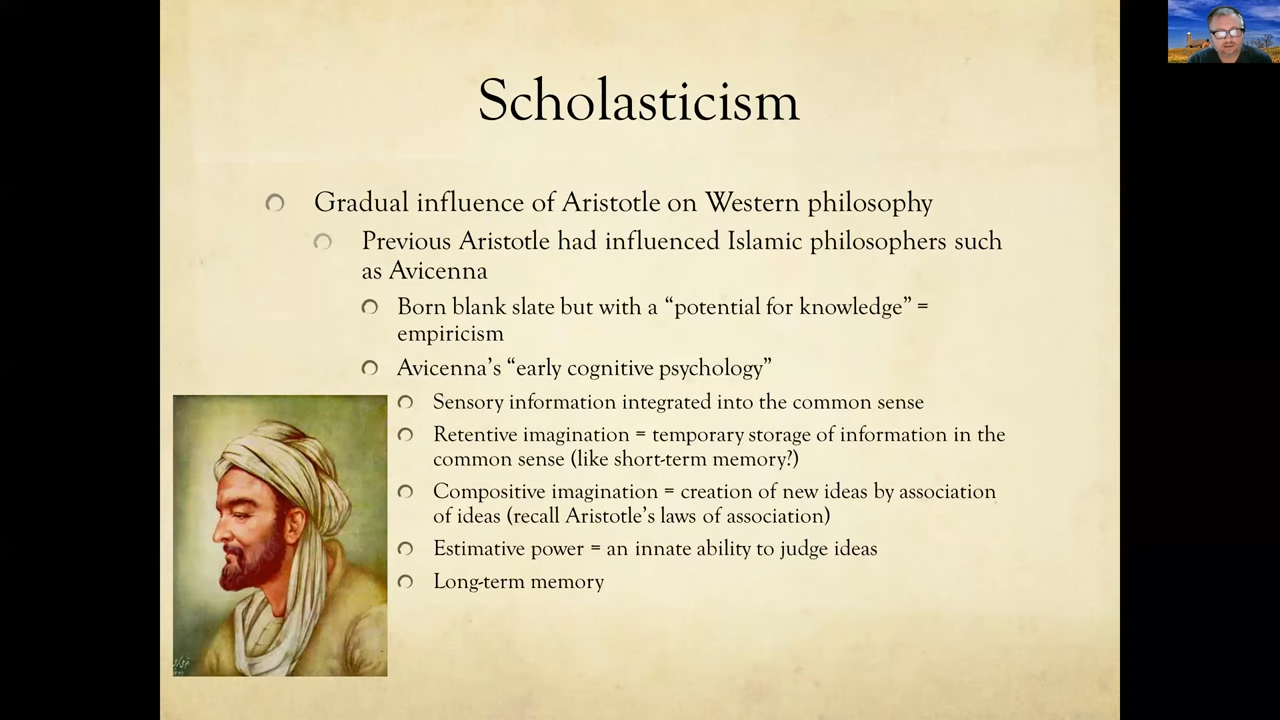 Scholasticism
Gradual influence of Aristotle on Western philosophy
Previous Aristotle had influenced Islamic philosophers such
as Avicenna
Born blank slate but with a “potential for knowledge” =
empiricism
Avicenna’s “early cognitive psychology”
Sensory information integrated into the common sense
Retentive imagination = temporary storage of information in the
common sense (like short-term memory?)
Compositive imagination = creation of new ideas by association
of ideas (recall Aristotle’s laws of association)
Estimative power = an innate ability to judge ideas
Long-term memory